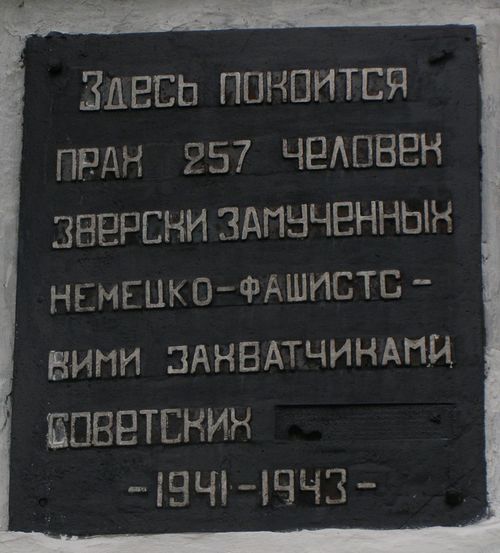 Здесь покоится
прах 257 человек
зверски замученных
немецко-фашистс-
кими захватчиками
советских
-1941-1943-